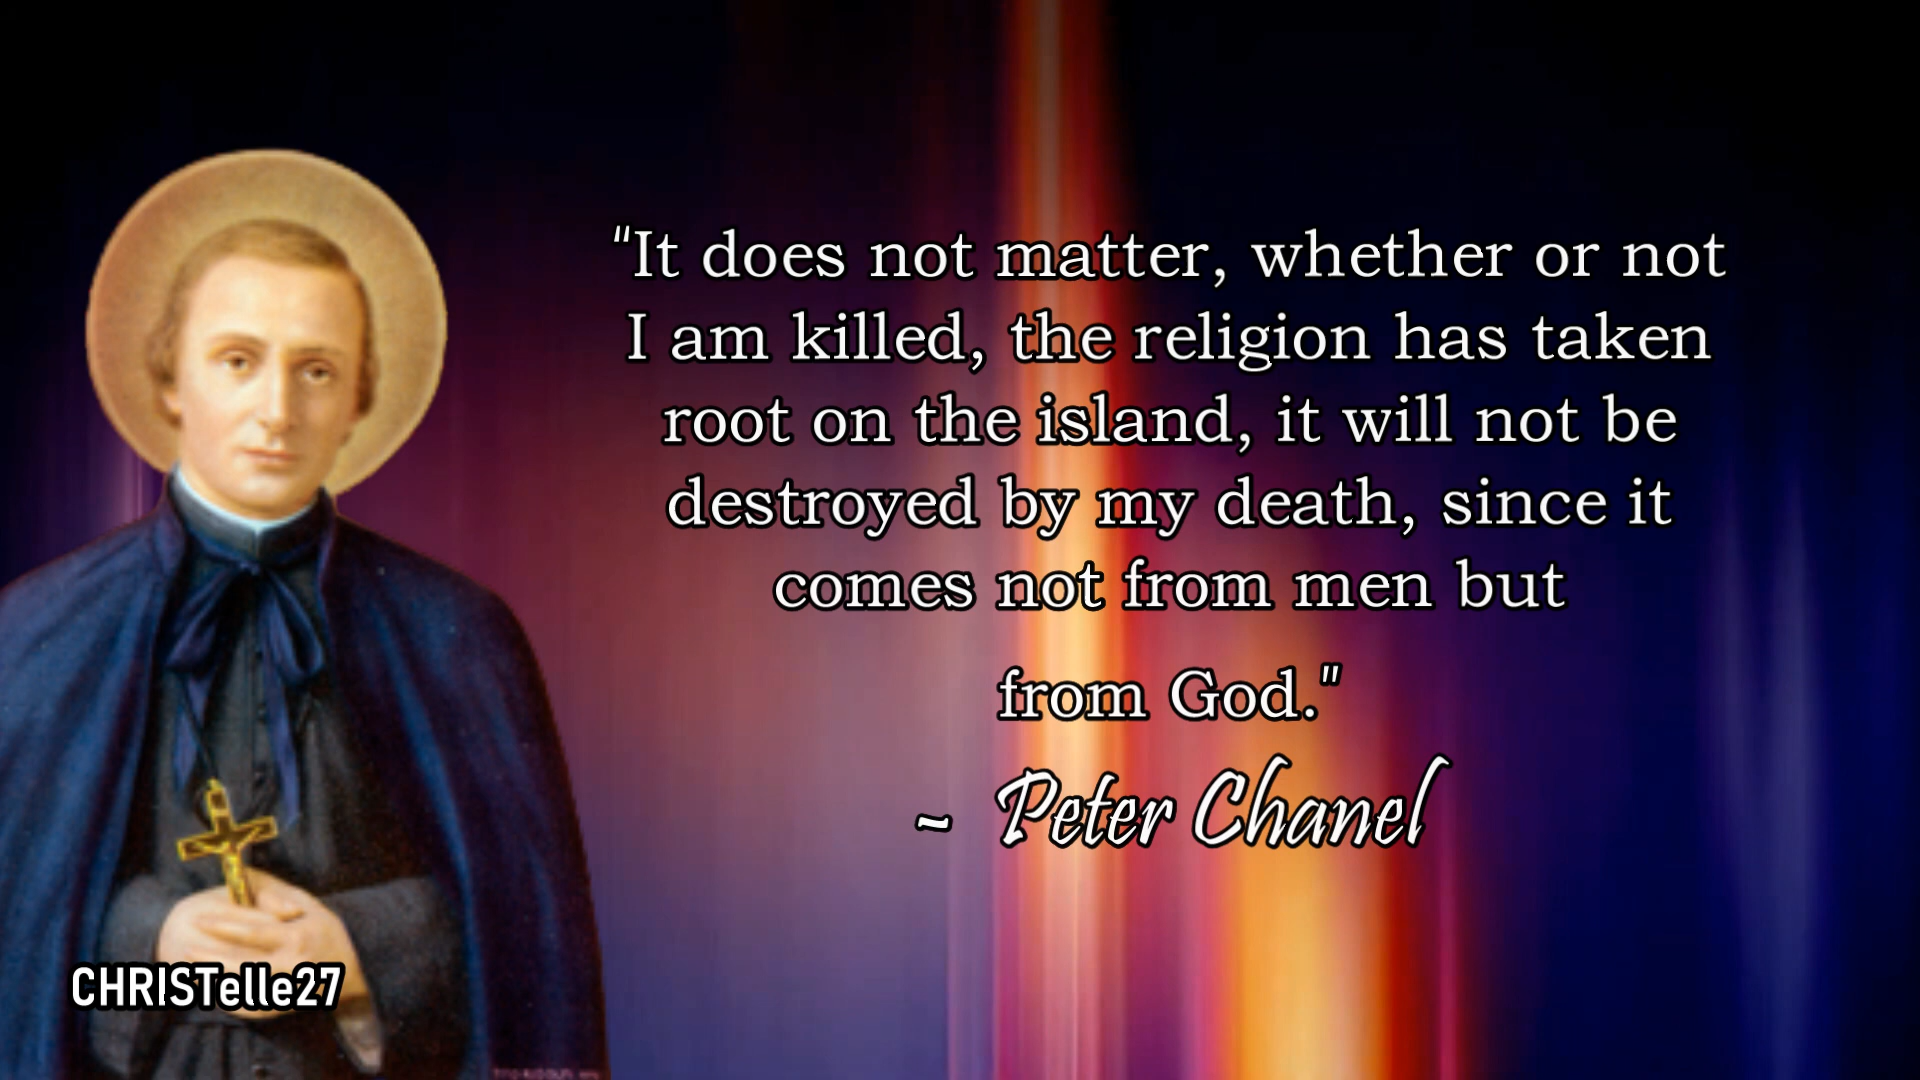 "It does not matter, whether or not
I am killed, the religion has taken
root on the island, it will not be
destroyed by my death, since it
comes not from men but
from God."
~ Peter Chanel
CHRISTelle27